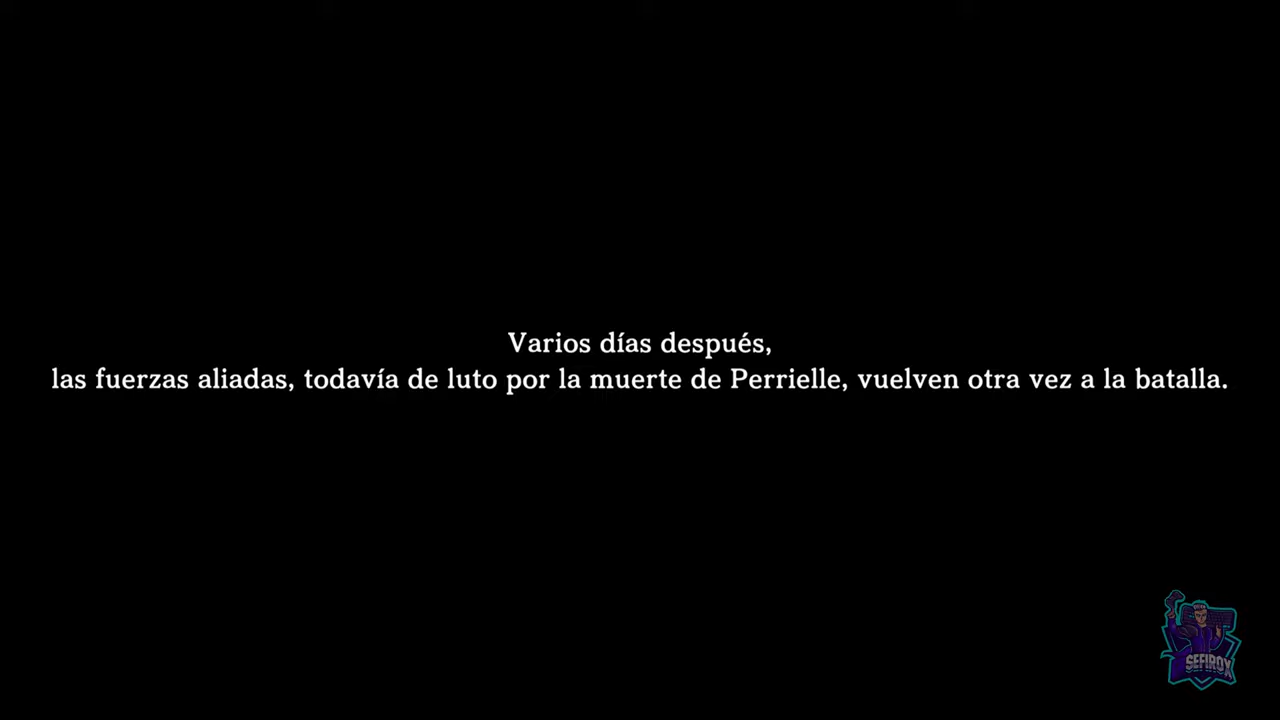 Varios días después,
las fuerzas aliadas, todavía de luto por la muerte de Perrielle, vuelven otra vez a la batalla.
SEFIROX